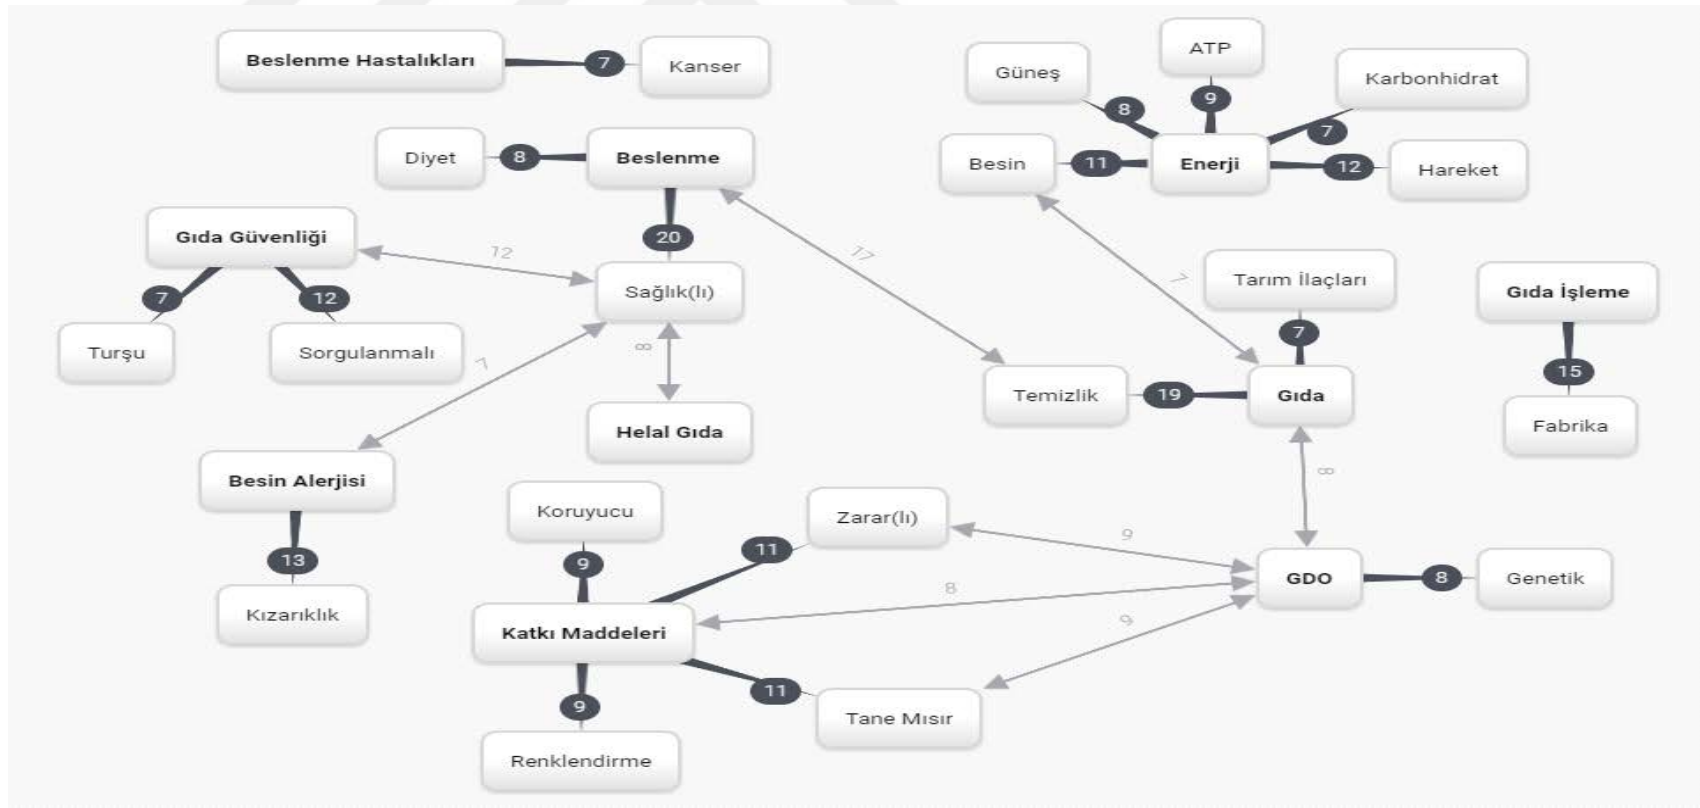 Beslenme Hastalıkları
7
Kanser
Güneş
ATP
Karbonhidrat
8
9
7
Besin
11
Enerji
12
Hareket
Diyet
8
Beslenme
Gıda Güvenliği
12
20
17
7
7
12
Sağlık(lı)
Tarım İlaçları
Gıda İşleme
Turşu
Sorgulanmalı
7
8
7
15
Temizlik
19
Gıda
Fabrika
Helal Gıda
Besin Alerjisi
8
Koruyucu
Zarar(lı)
13
9
11
9
Kızarıklık
8
GDO
8
Genetik
Katkı Maddeleri
9
9
11
Tane Mısır
Renklendirme